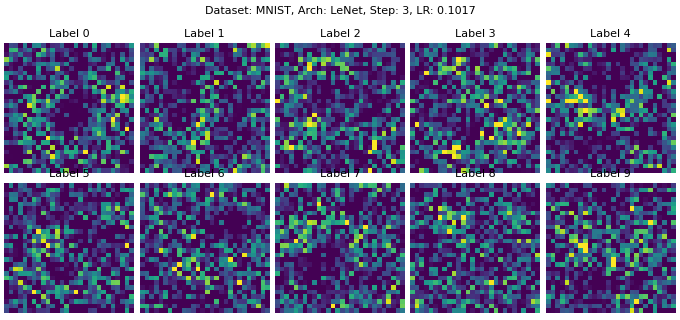 Dataset: MNIST, Arch: LeNet, Step: 3, LR: 0.1017
Label 0
Label 1
Label 2
Label 3
Label 4
Label 5
Label 6
Label 7
Label 8
Label 9